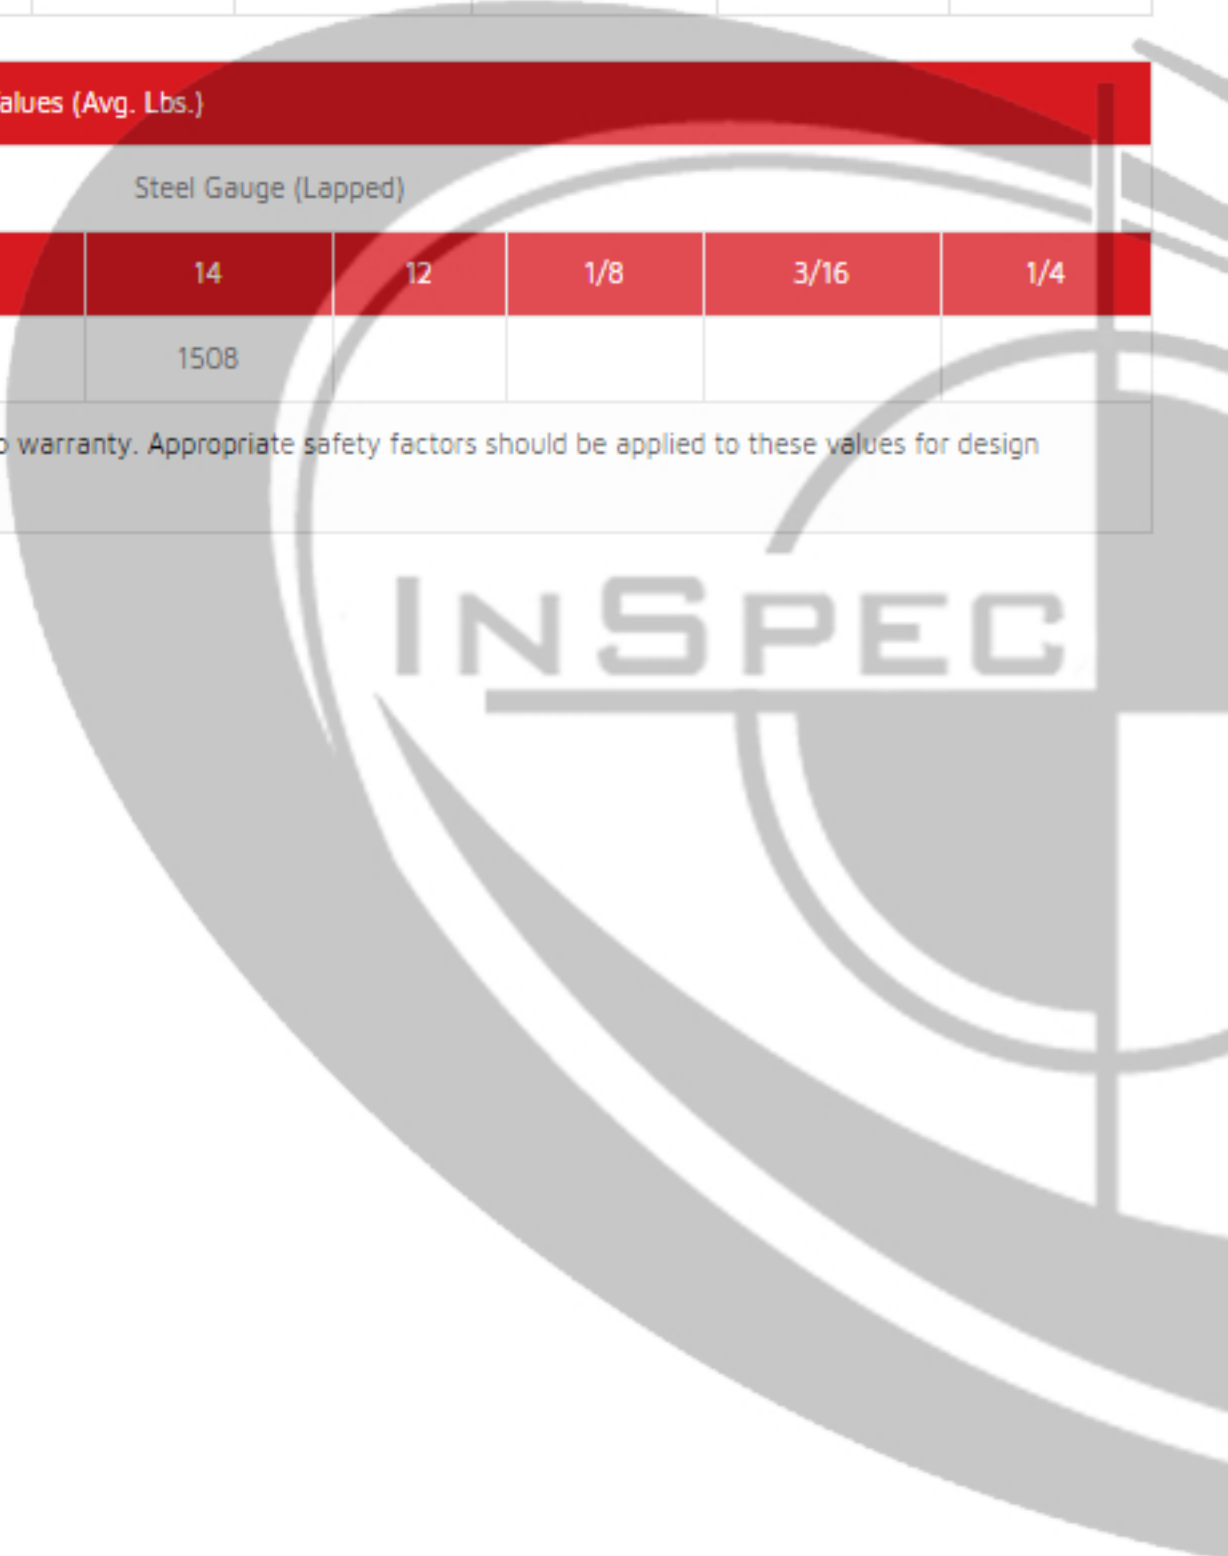 alues (Avg. Lbs.)
Steel Gauge (Lapped)
14 12 1/8 3/16 1/4
1508
o warranty. Appropriate safety factors should be applied to these values for design
INSPEC